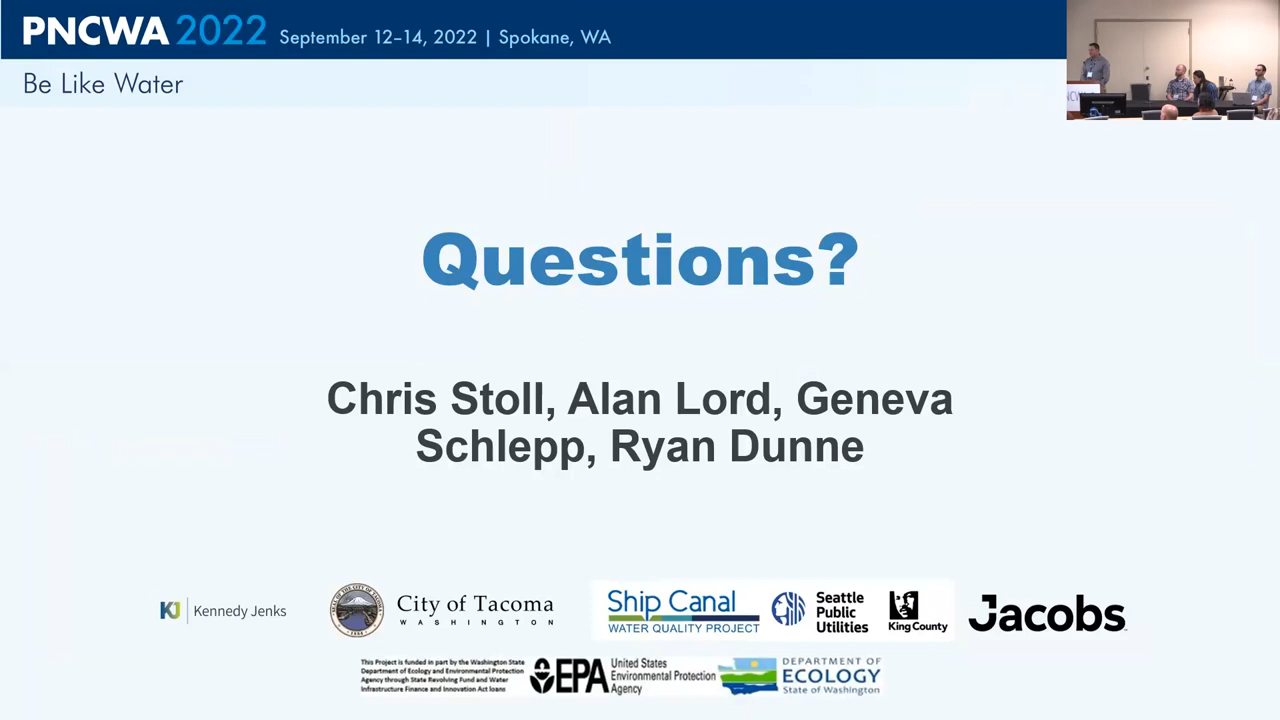 PNCWA 2022 September 12–14, 2022 | Spokane, WA
Be Like Water
Questions?
Chris Stoll, Alan Lord, Geneva
Schlepp, Ryan Dunne
KJ Kennedy Jenks
City of Tacoma
WASHINGTON
Ship Canal
WATER QUALITY PROJECT
Seattle
Public
Utilities
King County
Jacobs
This Project is funded in part by the Washington State
Department of Ecology and Environmental Protection
Agency through State Revolving Fund and Water
Infrastructure Finance and Innovation Act loans
EPA
United States
Environmental Protection
Agency
DEPARTMENT OF
ECOLOGY
State of Washington